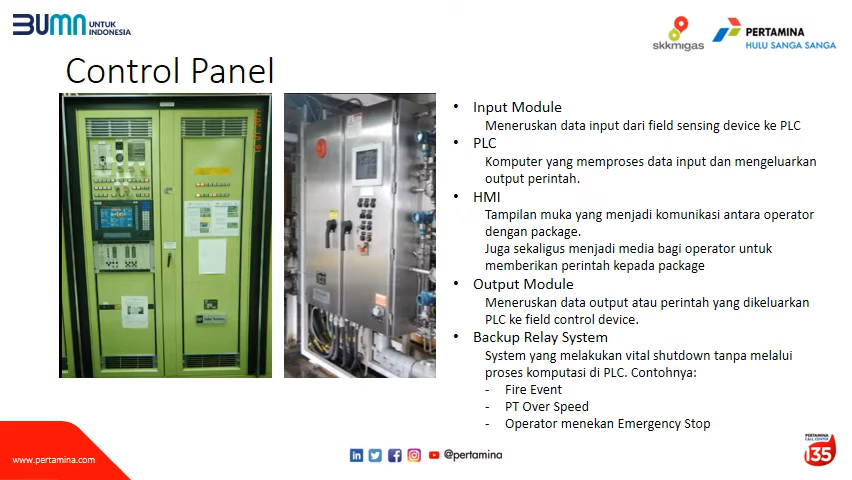 BUMN UNTUK
INDONESIA
skkmigas
PERTAMINA
HULU SANGA SANGA
Control Panel
• Input Module
Meneruskan data input dari field sensing device ke PLC
• PLC
Komputer yang memproses data input dan mengeluarkan
output perintah.
• HMI
Tampilan muka yang menjadi komunikasi antara operator
dengan package.
Juga sekaligus menjadi media bagi operator untuk
memberikan perintah kepada package
• Output Module
Meneruskan data output atau perintah yang dikeluarkan
PLC ke field control device.
• Backup Relay System
System yang melakukan vital shutdown tanpa melalui
proses komputasi di PLC. Contohnya:
- Fire Event
- PT Over Speed
- Operator menekan Emergency Stop
www.pertamina.com
@pertamina
PERTAMINA
CALL CENTER
135